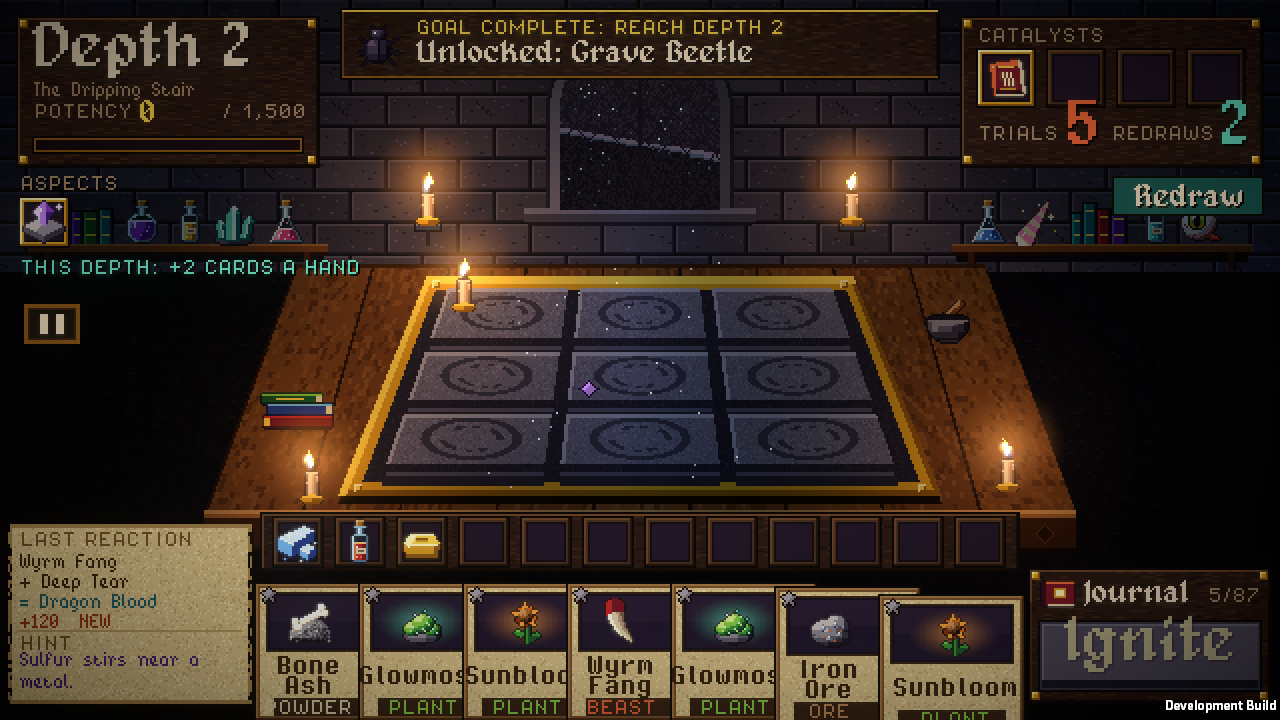 Depth 2
The Dripping Stair
POTENCY 0 / 1,500
GOAL COMPLETE: REACH DEPTH 2
Unlocked: Grave Beetle
CATALYSTS
TRIALS 5 REDRAWS 2
ASPECTS
Redraw
THIS DEPTH: +2 CARDS A HAND
LAST REACTION
Wyrm Fang
+ Deep Tear
= Dragon Blood
+120 NEW
HINT
Sulfur stirs near a
metal.
Bone
Ash
OWDER
Glowmos
PLANT
Sunbloo
PLANT
Wyrm
Fang
BEAST
Glowmos
PLANT
Iron
Ore
ORE
Sunbloom
PLANT
Journal 5/87
Ignite
Development Build